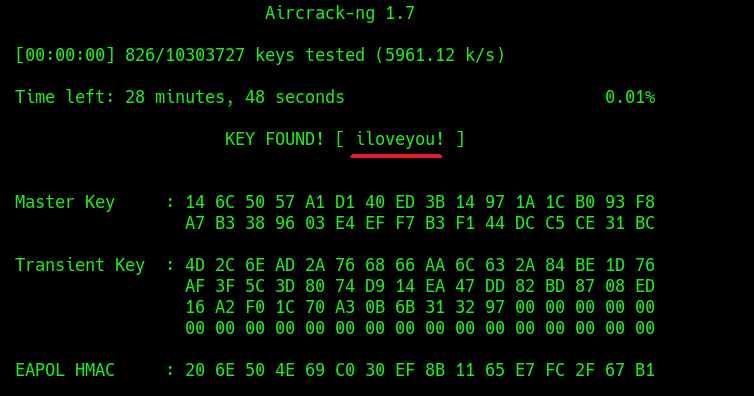 Aircrack-ng 1.7
[00:00:00] 826/10303727 keys tested (5961.12 k/s)
Time left: 28 minutes, 48 seconds 0.01%
KEY FOUND! [ iloveyou! ]
Master Key : 14 6C 50 57 A1 D1 40 ED 3B 14 97 1A 1C B0 93 F8
A7 B3 38 96 03 E4 EF F7 B3 F1 44 DC C5 CE 31 BC
Transient Key : 4D 2C 6E AD 2A 76 68 66 AA 6C 63 2A 84 BE 1D 76
AF 3F 5C 3D 80 74 D9 14 EA 47 DD 82 BD 87 08 ED
16 A2 F0 1C 70 A3 0B 6B 31 32 97 00 00 00 00 00
00 00 00 00 00 00 00 00 00 00 00 00 00 00 00 00
EAPOL HMAC : 20 6E 50 4E 69 C0 30 EF 8B 11 65 E7 FC 2F 67 B1